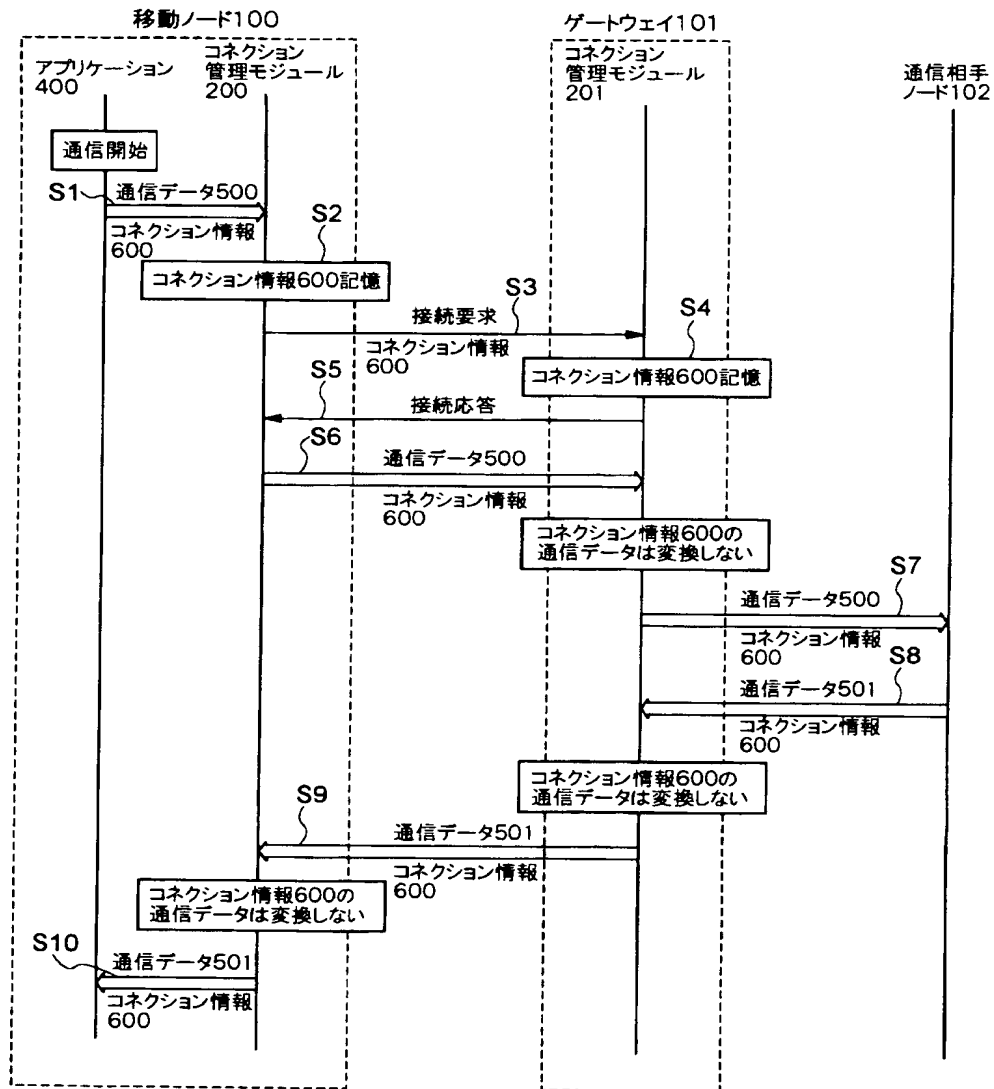 移動ノード100
ゲートウェイ101
アプリケーション
400
コネクション
管理モジュール
200
コネクション
管理モジュール
201
通信相手
ノード102
通信開始
S1
通信データ500
コネクション情報
600
S2
コネクション情報600記憶
S3
接続要求
コネクション情報
600
S4
コネクション情報600記憶
S5
接続応答
S6
通信データ500
コネクション情報
600
コネクション情報600の
通信データは変換しない
S7
通信データ500
コネクション情報
600
S8
通信データ501
コネクション情報
600
コネクション情報600の
通信データは変換しない
S9
通信データ501
コネクション情報
600
コネクション情報600の
通信データは変換しない
S10
通信データ501
コネクション情報
600